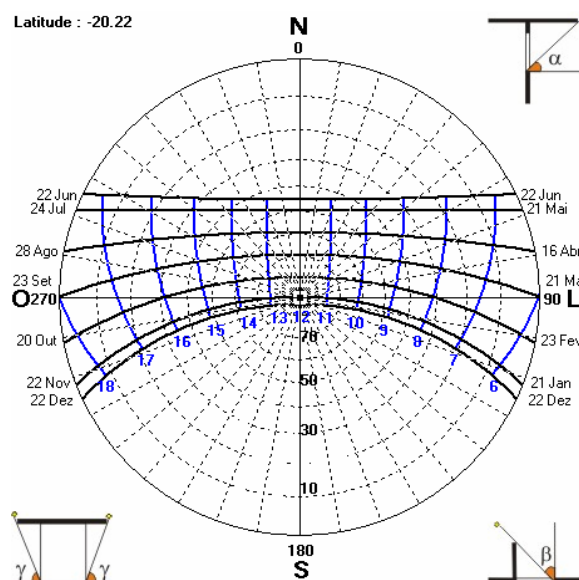 Latitude : -20.22
N
0
α
22 Jun 22 Jun
24 Jul 21 Mai
28 Ago 16 Abr
23 Set 21 Ma
O 270 90 L
13 12 11
14 10
15 9
16 8
17 7
18 6
20 Out 23 Fev
22 Nov 21 Jan
22 Dez 22 Dez
70
50
30
10
180
S
γ γ
β